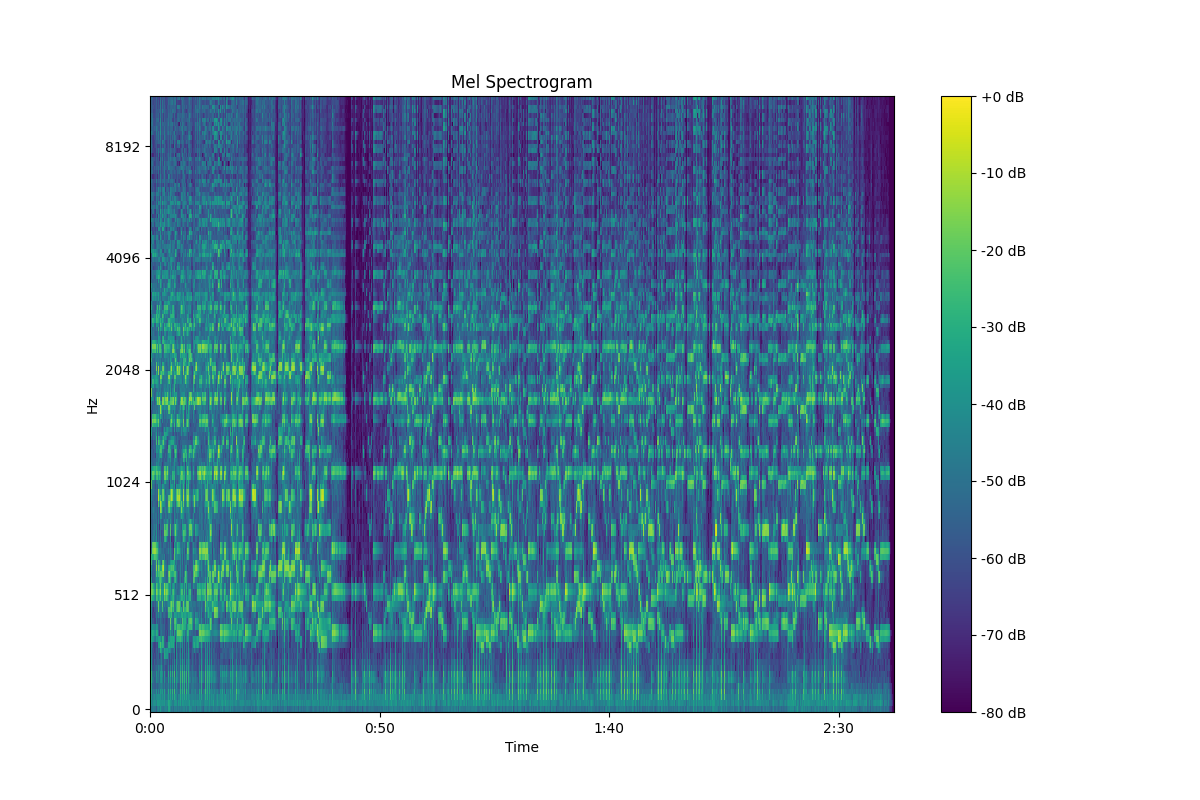 Mel Spectrogram
+0 dB
8192
-10 dB
-20 dB
4096
-30 dB
2048
-40 dB
Hz
1024
-50 dB
-60 dB
512
-70 dB
0
-80 dB
0:00
0:50
1:40
2:30
Time